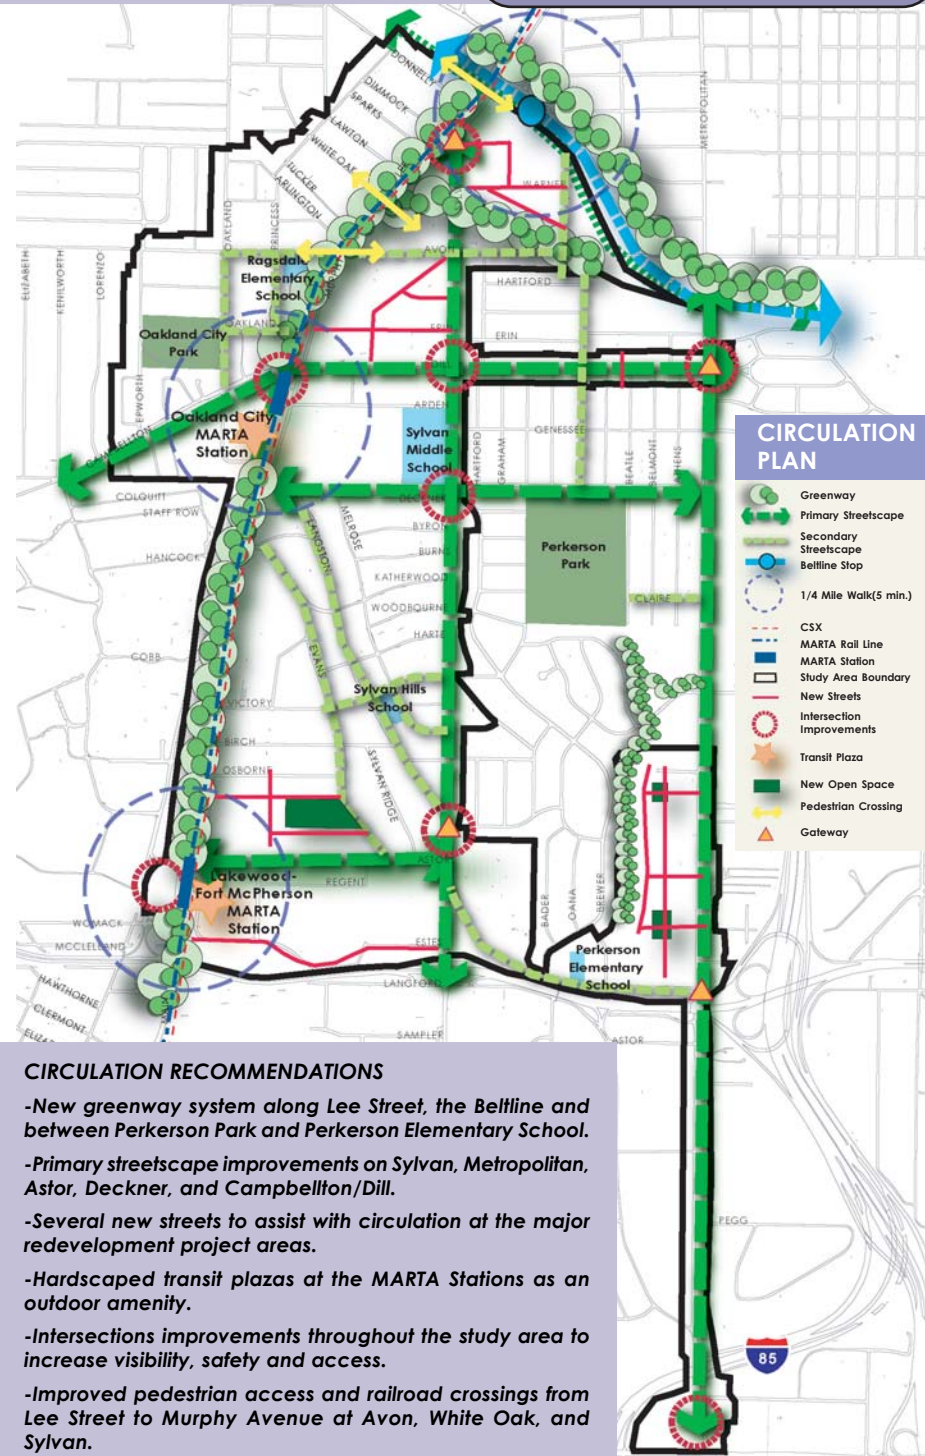 DONNELLY
DIMMOCK
SPARKS
LAWTON
WHITE OAK
TUCKER
ARLINGTON
METROPOLITAN
WARNER
OAKLAND
PRINCESS
AVON
ELIZABETH
KENILWORTH
LORENZO
Ragsdale
Elementary
School
HARTFORD
OAKLAND
ERIN
ERIN
Oakland City
Park
DILL
EPWORTH
ARDEN
Oakland City
MARTA
Station
CAMPBELLTON
Sylvan
Middle
School
HARTFORD
GRAHAM
GENESSEE
BEATLE
BELMONT
ATHENS
DECKNER
COLQUITT
STAFF ROW
LANGSTON
MELROSE
BYRON
HANCOCK
BURNS
Perkerson
Park
KATHERWOOD
WOODBOURNE
CLAIRE
HARTE
COBB
EVANS
Sylvan Hills
School
VICTORY
BIRCH
OSBORNE
SYLVAN RIDGE
ASTOR
REGENT
Lakewood-
Fort McPherson
MARTA
Station
BADER
OANA
BREWER
WOMACK
MCCLELLAND
ESTES
Perkerson
Elementary
School
LANGFORD
HAWTHORNE
CLERMONT
SAMPLER
ASTOR
PEGG
85
CIRCULATION
PLAN
Greenway
Primary Streetscape
Secondary
Streetscape
Beltline Stop
1/4 Mile Walk(5 min.)
CSX
MARTA Rail Line
MARTA Station
Study Area Boundary
New Streets
Intersection
Improvements
Transit Plaza
New Open Space
Pedestrian Crossing
Gateway
CIRCULATION RECOMMENDATIONS
-New greenway system along Lee Street, the Beltline and
between Perkerson Park and Perkerson Elementary School.
-Primary streetscape improvements on Sylvan, Metropolitan,
Astor, Deckner, and Campbellton/Dill.
-Several new streets to assist with circulation at the major
redevelopment project areas.
-Hardscaped transit plazas at the MARTA Stations as an
outdoor amenity.
-Intersections improvements throughout the study area to
increase visibility, safety and access.
-Improved pedestrian access and railroad crossings from
Lee Street to Murphy Avenue at Avon, White Oak, and
Sylvan.